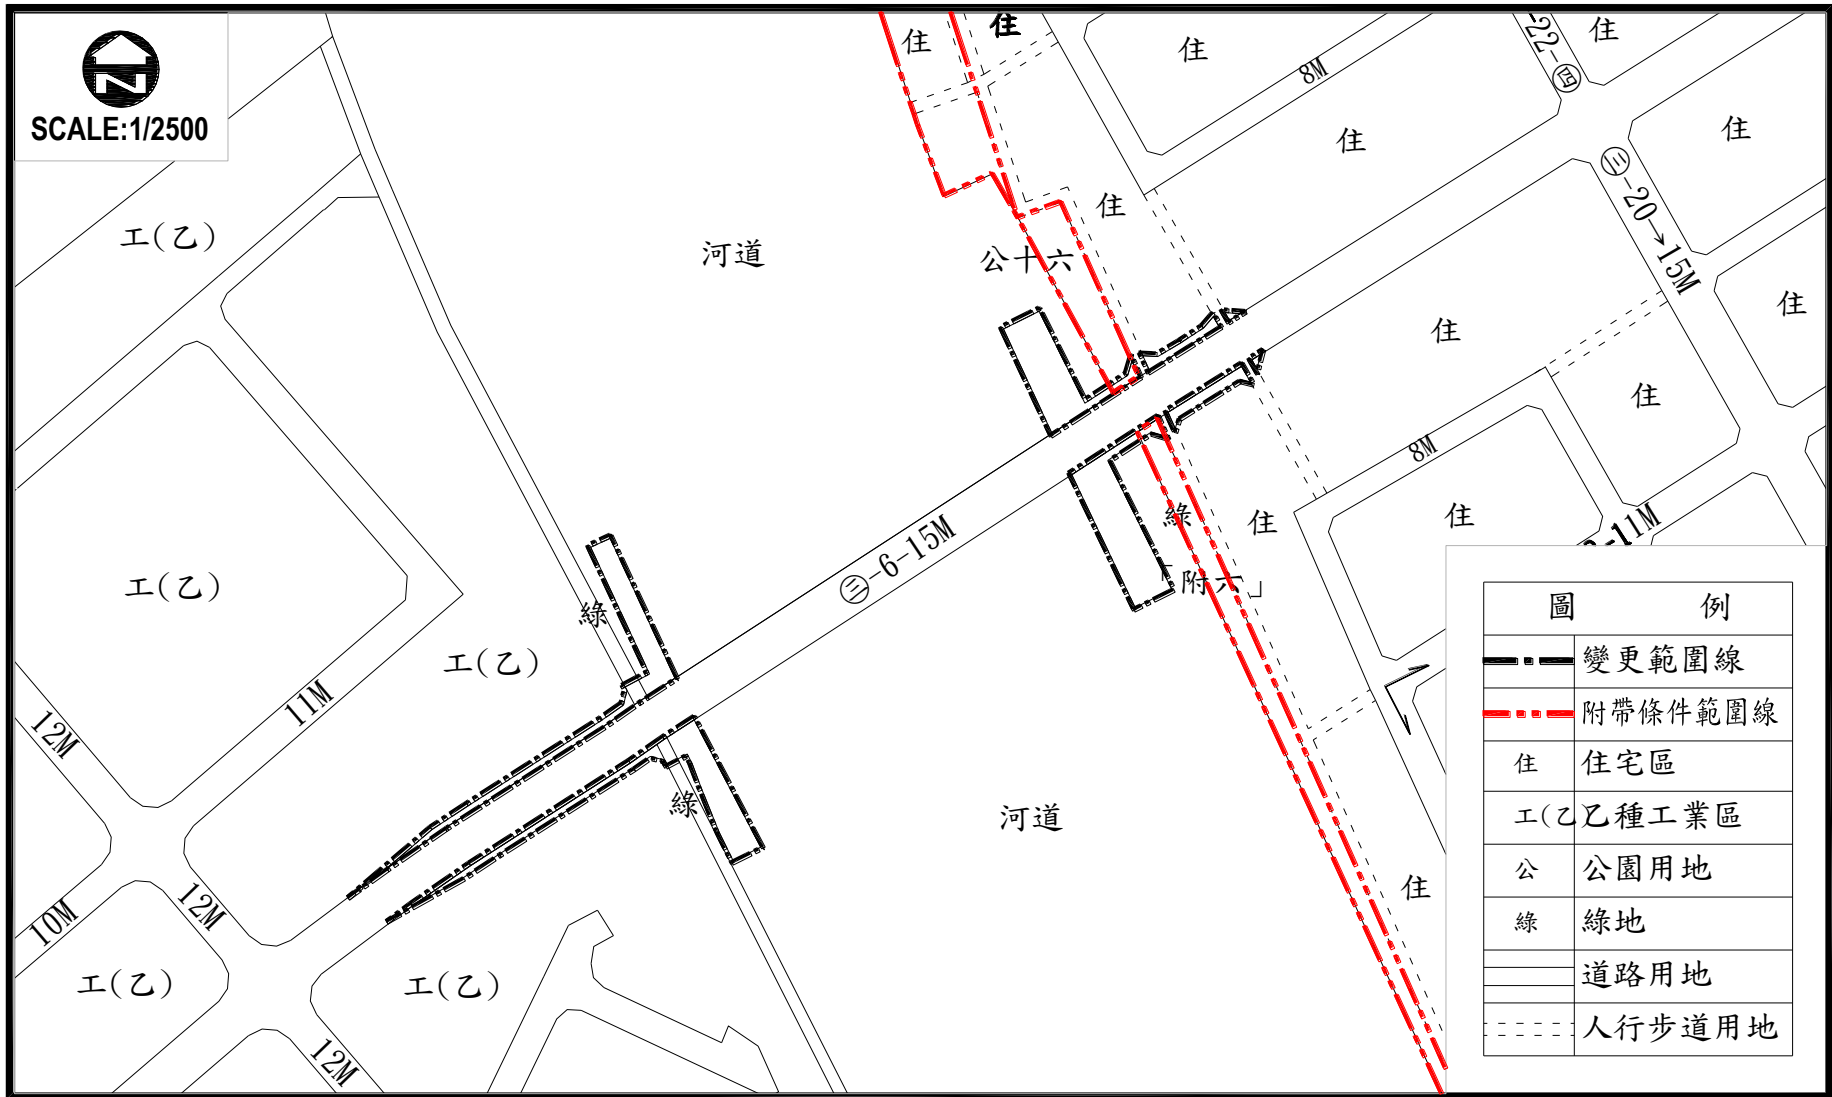 N
SCALE:1/2500
住
住
住
8M
-22-㊃
住
住
住
㊂-20→15M
住
工(乙)
河道
公十六
住
住
住
8M
住
綠
住
「附六」
-11M
㊂-6-15M
工(乙)
綠
工(乙)
11M
12M
綠
河道
住
12M
10M
工(乙)
工(乙)
12M
圖 例
變更範圍線
附帶條件範圍線
住 住宅區
工(乙) 乙種工業區
公 公園用地
綠 綠地
道路用地
人行步道用地